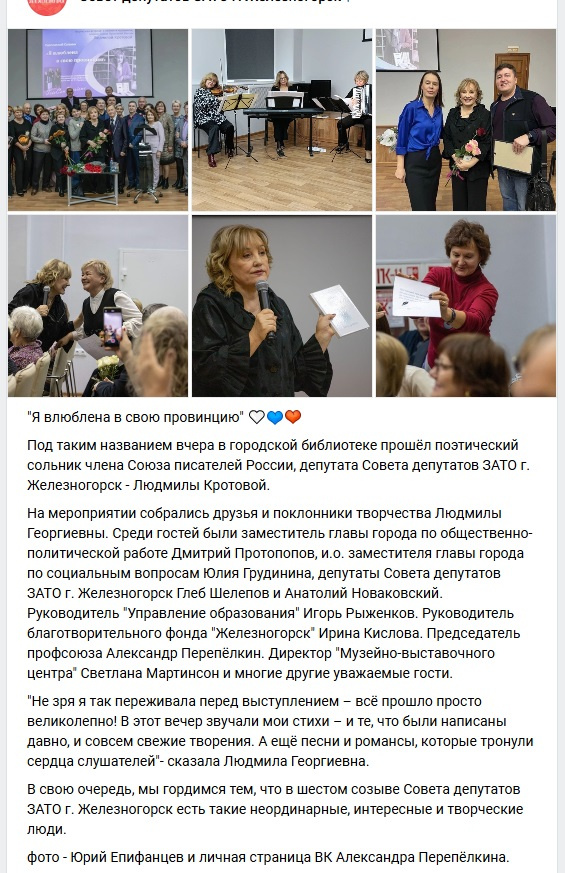 Совет депутатов ЗАТО г.Железногорск
"Я влюблена в свою провинцию" 🤍💙❤️
Под таким названием вчера в городской библиотеке прошёл поэтический
сольник члена Союза писателей России, депутата Совета депутатов ЗАТО г.
Железногорск - Людмилы Кротовой.
На мероприятии собрались друзья и поклонники творчества Людмилы
Георгиевны. Среди гостей были заместитель главы города по общественно-
политической работе Дмитрий Протопопов, и.о. заместителя главы города
по социальным вопросам Юлия Грудинина, депутаты Совета депутатов
ЗАТО г. Железногорск Глеб Шелепов и Анатолий Новаковский.
Руководитель "Управление образования" Игорь Рыженков. Руководитель
благотворительного фонда "Железногорск" Ирина Кислова. Председатель
профсоюза Александр Перепёлкин. Директор "Музейно-выставочного
центра" Светлана Мартинсон и многие другие уважаемые гости.
"Не зря я так переживала перед выступлением – всё прошло просто
великолепно! В этот вечер звучали мои стихи – и те, что были написаны
давно, и совсем свежие творения. А ещё песни и романсы, которые тронули
сердца слушателей"- сказала Людмила Георгиевна.
В свою очередь, мы гордимся тем, что в шестом созыве Совета депутатов
ЗАТО г. Железногорск есть такие неординарные, интересные и творческие
люди.
фото - Юрий Епифанцев и личная страница ВК Александра Перепёлкина.